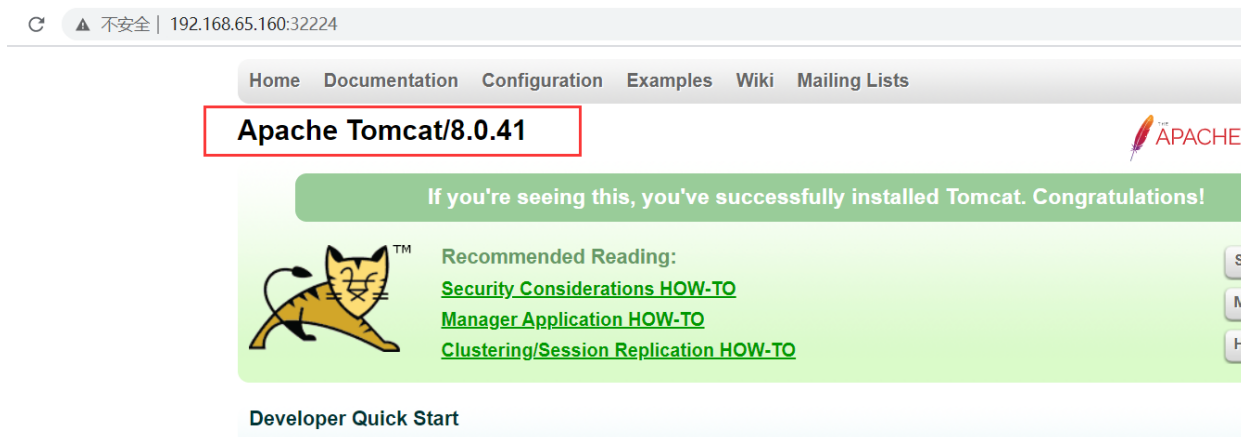 不安全 | 192.168.65.160:32224
Home Documentation Configuration Examples Wiki Mailing Lists
Apache Tomcat/8.0.41
THE
APACHE
If you're seeing this, you've successfully installed Tomcat. Congratulations!
TM
Recommended Reading:
Security Considerations HOW-TO
Manager Application HOW-TO
Clustering/Session Replication HOW-TO
S
M
H
Developer Quick Start